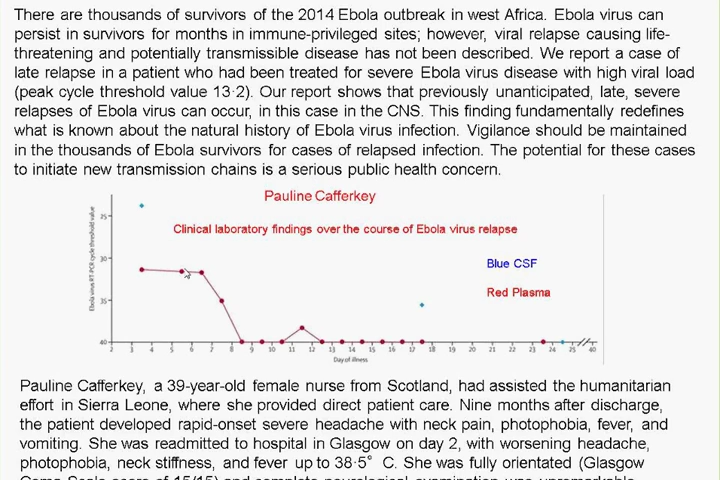 There are thousands of survivors of the 2014 Ebola outbreak in west Africa. Ebola virus can
persist in survivors for months in immune-privileged sites; however, viral relapse causing life-
threatening and potentially transmissible disease has not been described. We report a case of
late relapse in a patient who had been treated for severe Ebola virus disease with high viral load
(peak cycle threshold value 13·2). Our report shows that previously unanticipated, late, severe
relapses of Ebola virus can occur, in this case in the CNS. This finding fundamentally redefines
what is known about the natural history of Ebola virus infection. Vigilance should be maintained
in the thousands of Ebola survivors for cases of relapsed infection. The potential for these cases
to initiate new transmission chains is a serious public health concern.
Pauline Cafferkey
Clinical laboratory findings over the course of Ebola virus relapse
Blue CSF
Red Plasma
Ebola virus RT-PCR cycle threshold value
25
30
35
40
2 3 4 5 6 7 8 9 10 11 12 13 14 15 16 17 18 19 20 21 22 23 24 25 40
Day of illness
Pauline Cafferkey, a 39-year-old female nurse from Scotland, had assisted the humanitarian
effort in Sierra Leone, where she provided direct patient care. Nine months after discharge,
the patient developed rapid-onset severe headache with neck pain, photophobia, fever, and
vomiting. She was readmitted to hospital in Glasgow on day 2, with worsening headache,
photophobia, neck stiffness, and fever up to 38·5° C. She was fully orientated (Glasgow